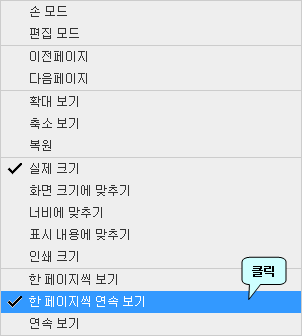 손 모드
편집 모드
이전페이지
다음페이지
확대 보기
축소 보기
복원
실제 크기
화면 크기에 맞추기
너비에 맞추기
표시 내용에 맞추기
인쇄 크기
한 페이지씩 보기
클릭
한 페이지씩 연속 보기
연속 보기